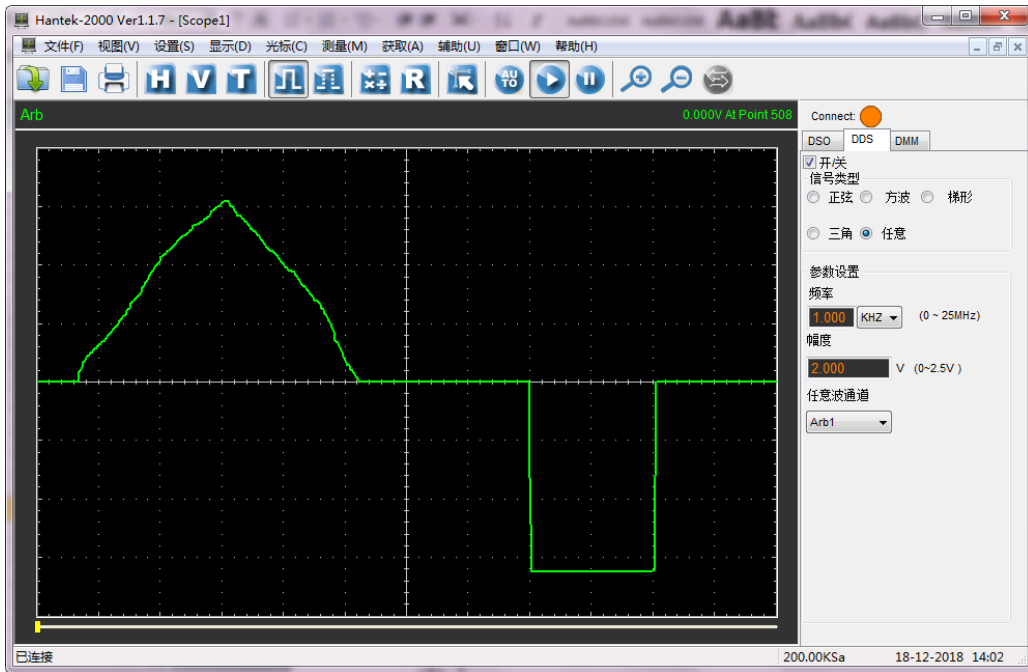 Hantek-2000 Ver1.1.7 - [Scope1]
文件(F) 视图(V) 设置(S) 显示(D) 光标(C) 测量(M) 获取(A) 辅助(U) 窗口(W) 帮助(H)
H V T R AUTO
Arb 0.000V At Point 508
Connect:
DSO DDS DMM
开/关
信号类型
正弦 方波 梯形
三角 任意
参数设置
频率
1.000 KHZ (0 ~ 25MHz)
幅度
2.000 V (0~2.5V )
任意波通道
Arb1
已连接 200.00KSa 18-12-2018 14:02